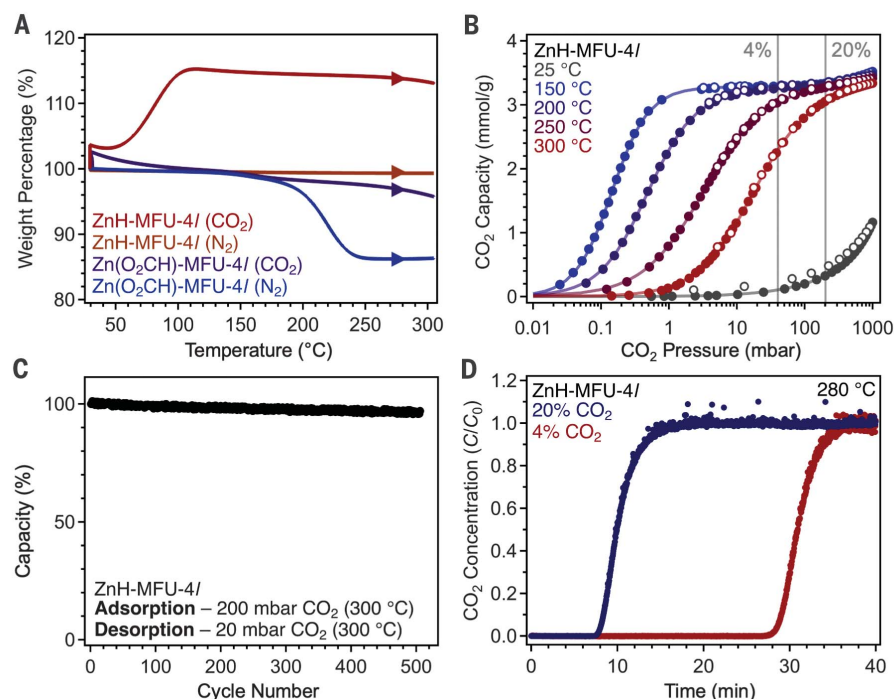 A
120
110
100
90
80
Weight Percentage (%)
ZnH-MFU-4l (CO₂)
ZnH-MFU-4l (N₂)
Zn(O₂CH)-MFU-4l (CO₂)
Zn(O₂CH)-MFU-4l (N₂)
50 100 150 200 250 300
Temperature (°C)
B
4
3
2
1
0
CO₂ Capacity (mmol/g)
ZnH-MFU-4l
25 °C
150 °C
200 °C
250 °C
300 °C
4% 20%
0.01 0.1 1 10 100 1000
CO₂ Pressure (mbar)
C
100
50
0
Capacity (%)
ZnH-MFU-4l
Adsorption – 200 mbar CO₂ (300 °C)
Desorption – 20 mbar CO₂ (300 °C)
0 100 200 300 400 500
Cycle Number
D
1.2
1.0
0.8
0.6
0.4
0.2
0.0
CO₂ Concentration (C/C₀)
ZnH-MFU-4l 280 °C
20% CO₂
4% CO₂
0 10 20 30 40
Time (min)